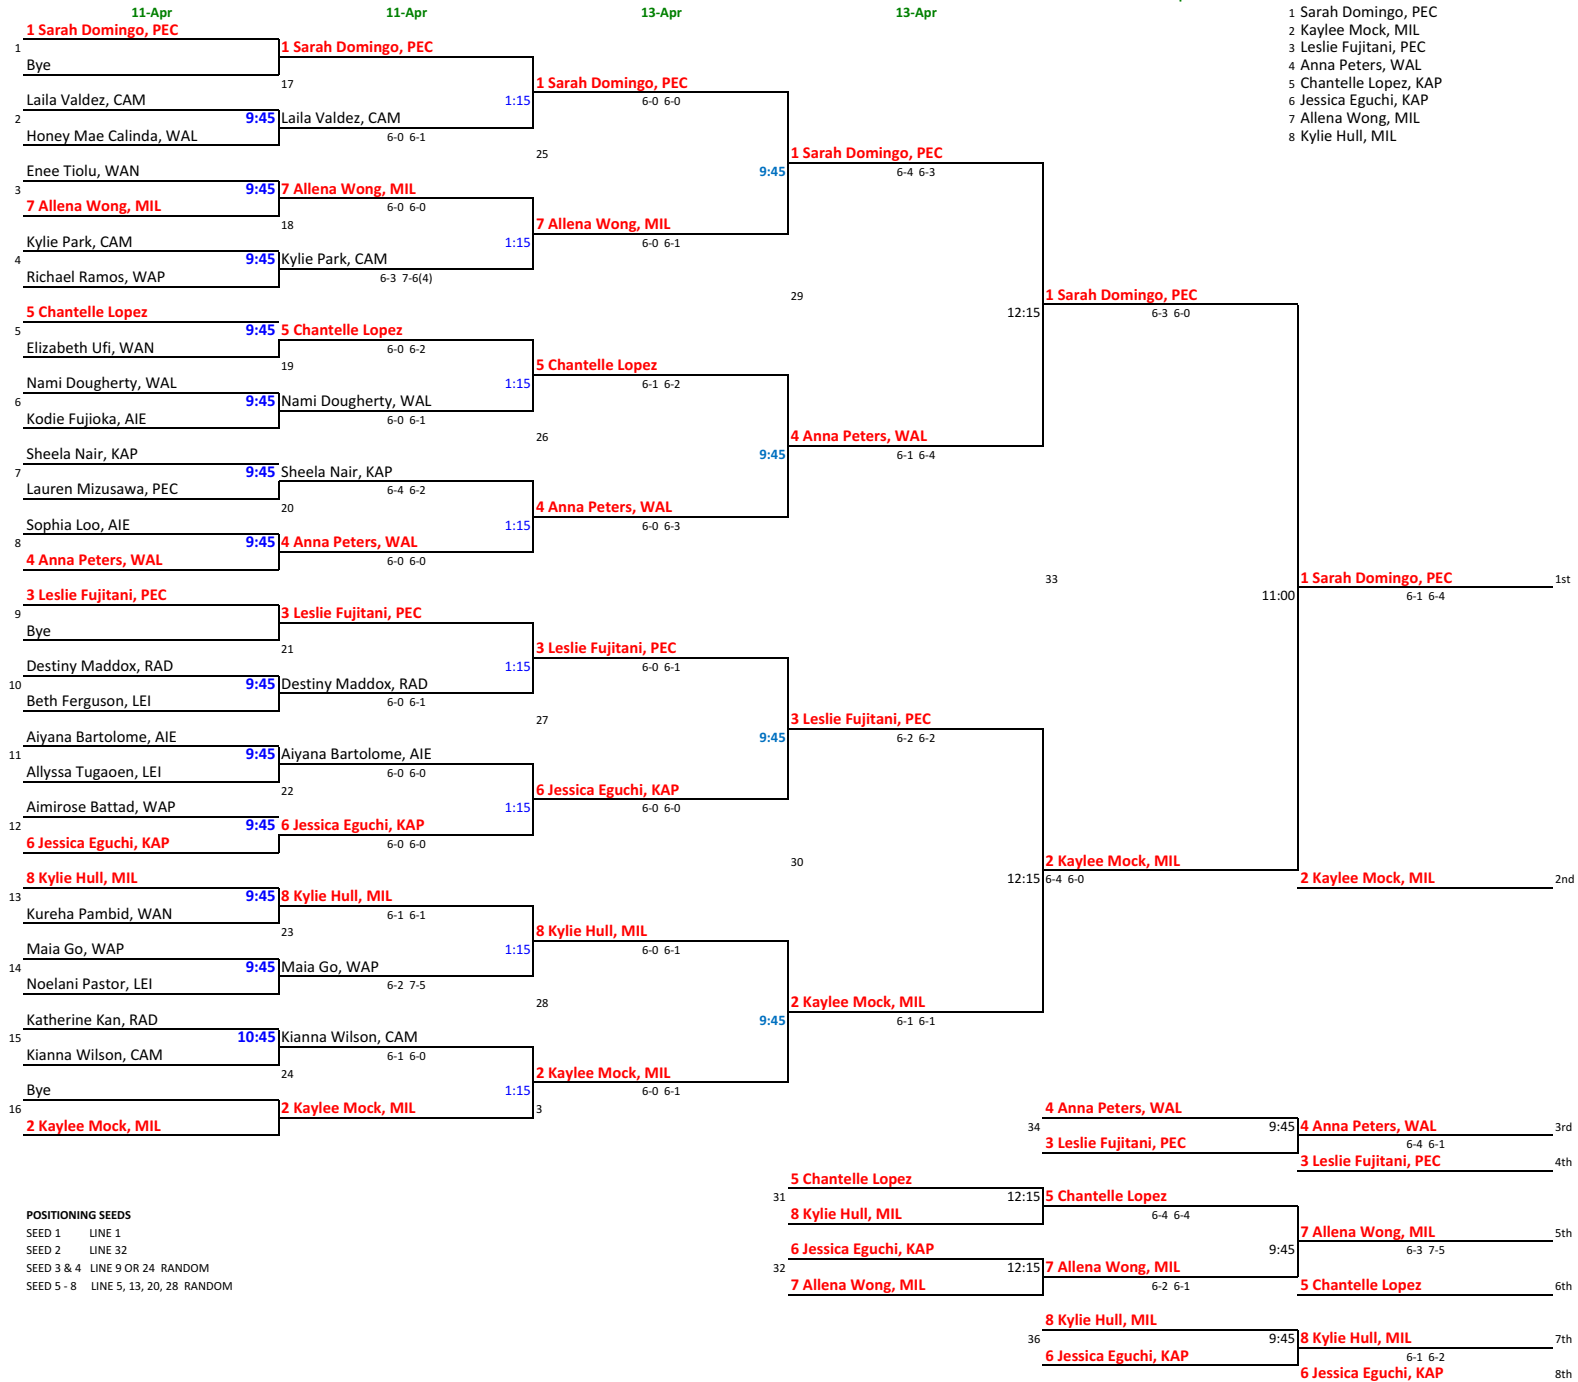 11-Apr 11-Apr 13-Apr 13-Apr
1 Sarah Domingo, PEC
2 Kaylee Mock, MIL
3 Leslie Fujitani, PEC
4 Anna Peters, WAL
5 Chantelle Lopez, KAP
6 Jessica Eguchi, KAP
7 Allena Wong, MIL
8 Kylie Hull, MIL
1 Sarah Domingo, PEC
1
Bye
Laila Valdez, CAM
2 9:45
Honey Mae Calinda, WAL
Enee Tiolu, WAN
3 9:45
7 Allena Wong, MIL
Kylie Park, CAM
4 9:45
Richael Ramos, WAP
5 Chantelle Lopez
5 9:45
Elizabeth Ufi, WAN
Nami Dougherty, WAL
6 9:45
Kodie Fujioka, AIE
Sheela Nair, KAP
7 9:45
Lauren Mizusawa, PEC
Sophia Loo, AIE
8 9:45
4 Anna Peters, WAL
3 Leslie Fujitani, PEC
9
Bye
Destiny Maddox, RAD
10 9:45
Beth Ferguson, LEI
Aiyana Bartolome, AIE
11 9:45
Allyssa Tugaoen, LEI
Aimirose Battad, WAP
12 9:45
6 Jessica Eguchi, KAP
8 Kylie Hull, MIL
13 9:45
Kureha Pambid, WAN
Maia Go, WAP
14 9:45
Noelani Pastor, LEI
Katherine Kan, RAD
15 10:45
Kianna Wilson, CAM
Bye
16
2 Kaylee Mock, MIL
1 Sarah Domingo, PEC
17
1:15
Laila Valdez, CAM
6-0 6-1
7 Allena Wong, MIL
6-0 6-0
18
1:15
Kylie Park, CAM
6-3 7-6(4)
5 Chantelle Lopez
6-0 6-2
19
1:15
Nami Dougherty, WAL
6-0 6-1
Sheela Nair, KAP
6-4 6-2
20
1:15
4 Anna Peters, WAL
6-0 6-0
3 Leslie Fujitani, PEC
21
1:15
Destiny Maddox, RAD
6-0 6-1
Aiyana Bartolome, AIE
6-0 6-0
22
1:15
6 Jessica Eguchi, KAP
6-0 6-0
8 Kylie Hull, MIL
6-1 6-1
23
1:15
Maia Go, WAP
6-2 7-5
Kianna Wilson, CAM
6-1 6-0
24
1:15
2 Kaylee Mock, MIL
1 Sarah Domingo, PEC
6-0 6-0
25
9:45
7 Allena Wong, MIL
6-0 6-1
5 Chantelle Lopez
6-1 6-2
26
9:45
4 Anna Peters, WAL
6-0 6-3
3 Leslie Fujitani, PEC
6-0 6-1
27
9:45
6 Jessica Eguchi, KAP
6-0 6-0
8 Kylie Hull, MIL
6-0 6-1
28
9:45
2 Kaylee Mock, MIL
6-0 6-1
3
1 Sarah Domingo, PEC
6-4 6-3
29
12:15
4 Anna Peters, WAL
6-1 6-4
3 Leslie Fujitani, PEC
6-2 6-2
30
12:15
2 Kaylee Mock, MIL
6-1 6-1
1 Sarah Domingo, PEC
6-3 6-0
33
11:00
2 Kaylee Mock, MIL
6-4 6-0
1 Sarah Domingo, PEC 1st
6-1 6-4
2 Kaylee Mock, MIL 2nd
4 Anna Peters, WAL
34 9:45
3 Leslie Fujitani, PEC
4 Anna Peters, WAL 3rd
6-4 6-1
3 Leslie Fujitani, PEC 4th
5 Chantelle Lopez
31 12:15
8 Kylie Hull, MIL
6 Jessica Eguchi, KAP
32 12:15
7 Allena Wong, MIL
5 Chantelle Lopez
6-4 6-4
9:45
7 Allena Wong, MIL
6-2 6-1
7 Allena Wong, MIL 5th
6-3 7-5
5 Chantelle Lopez 6th
8 Kylie Hull, MIL
36 9:45
6 Jessica Eguchi, KAP
8 Kylie Hull, MIL 7th
6-1 6-2
6 Jessica Eguchi, KAP 8th
POSITIONING SEEDS
SEED 1 LINE 1
SEED 2 LINE 32
SEED 3 & 4 LINE 9 OR 24 RANDOM
SEED 5 - 8 LINE 5, 13, 20, 28 RANDOM